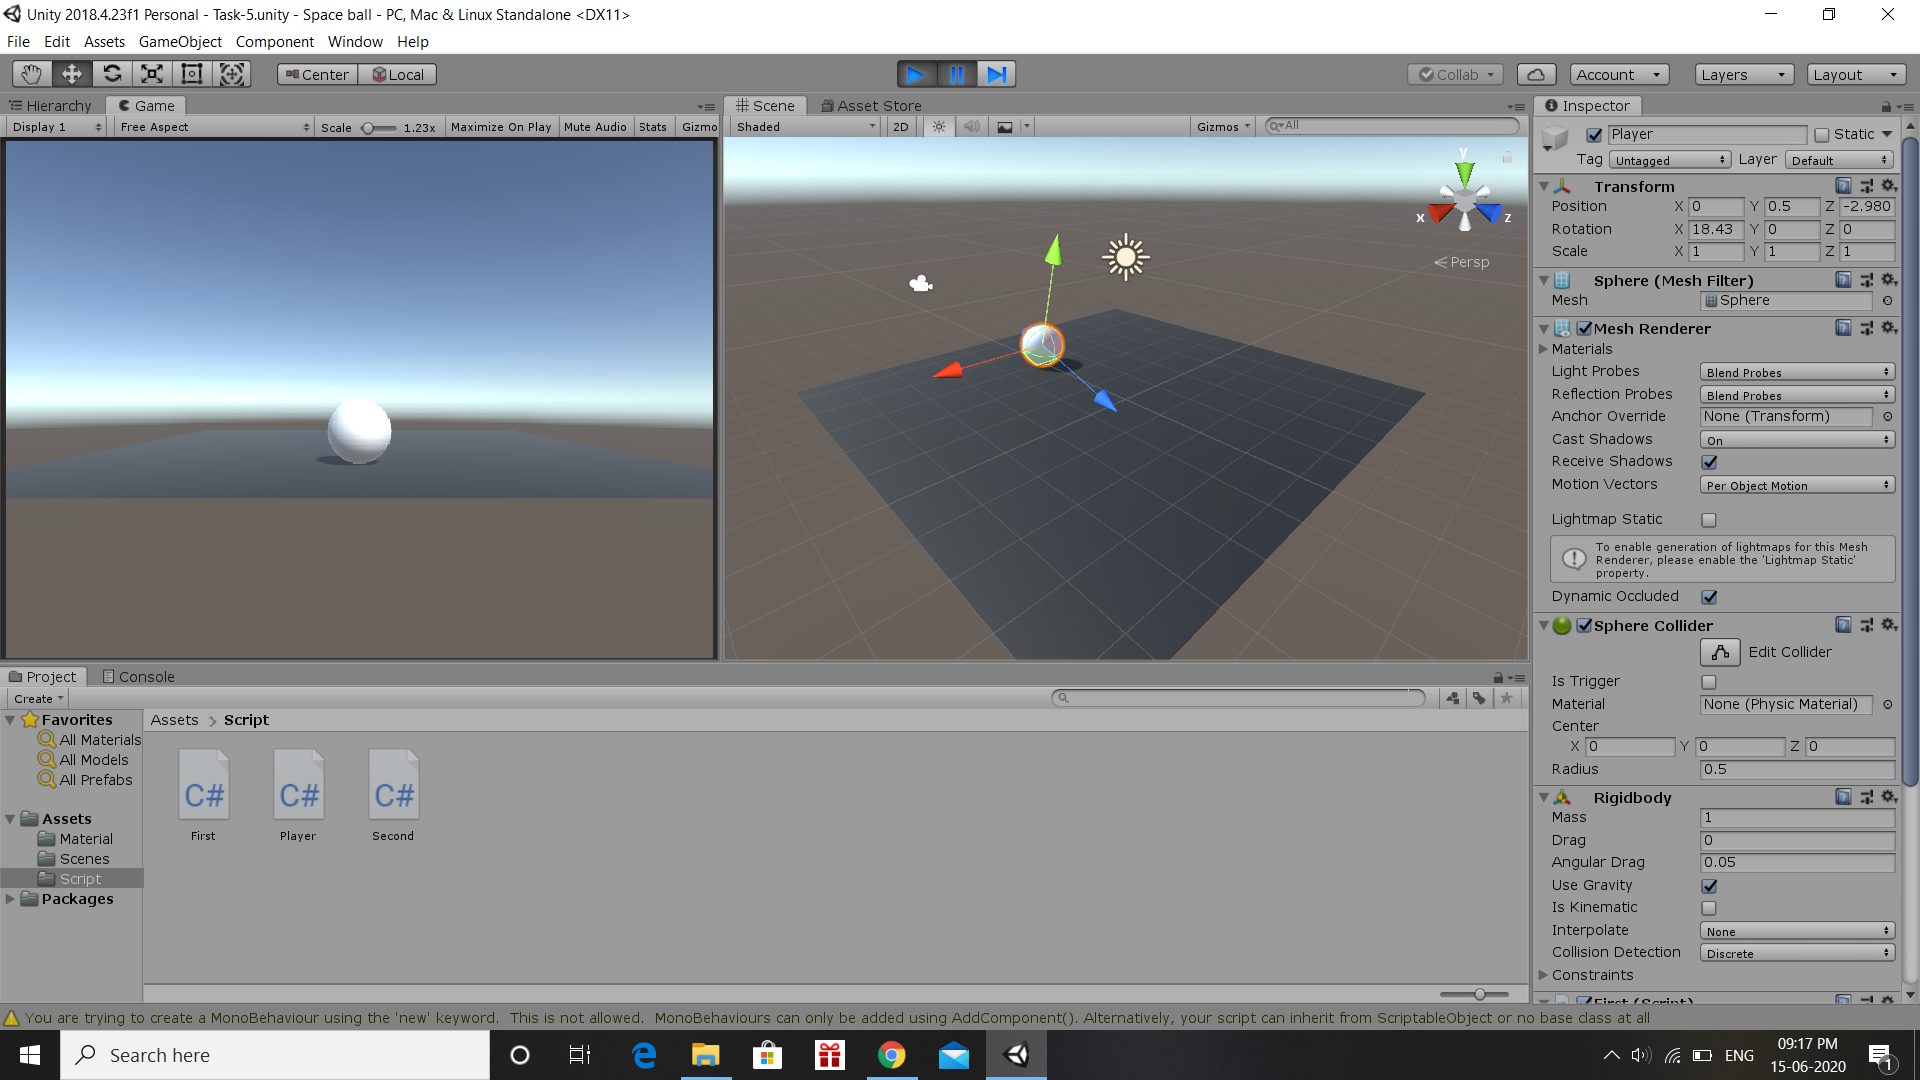 Unity 2018.4.23f1 Personal - Task-5.unity - Space ball - PC, Mac & Linux Standalone <DX11>
File Edit Assets GameObject Component Window Help
Center Local Collab Account Layers Layout
Hierarchy Game
Display 1 Free Aspect Scale 1.23x Maximize On Play Mute Audio Stats Gizmo
Scene Asset Store
Shaded 2D Gizmos All
y
x
z
Persp
Inspector
Player Static
Tag Untagged Layer Default
Transform
Position X 0 Y 0.5 Z -2.980
Rotation X 18.43 Y 0 Z 0
Scale X 1 Y 1 Z 1
Sphere (Mesh Filter)
Mesh Sphere
Mesh Renderer
Materials
Light Probes Blend Probes
Reflection Probes Blend Probes
Anchor Override None (Transform)
Cast Shadows On
Receive Shadows
Motion Vectors Per Object Motion
Lightmap Static
To enable generation of lightmaps for this Mesh
Renderer, please enable the 'Lightmap Static'
property.
Dynamic Occluded
Sphere Collider
Edit Collider
Is Trigger
Material None (Physic Material)
Center
X 0 Y 0 Z 0
Radius 0.5
Rigidbody
Mass 1
Drag 0
Angular Drag 0.05
Use Gravity
Is Kinematic
Interpolate None
Collision Detection Discrete
Constraints
First (Script)
Project Console
Create
Favorites
All Materials
All Models
All Prefabs
Assets
Material
Scenes
Script
Packages
Assets > Script
C# C# C#
First Player Second
You are trying to create a MonoBehaviour using the 'new' keyword. This is not allowed. MonoBehaviours can only be added using AddComponent(). Alternatively, your script can inherit from ScriptableObject or no base class at all
Search here
ENG
09:17 PM
15-06-2020
1